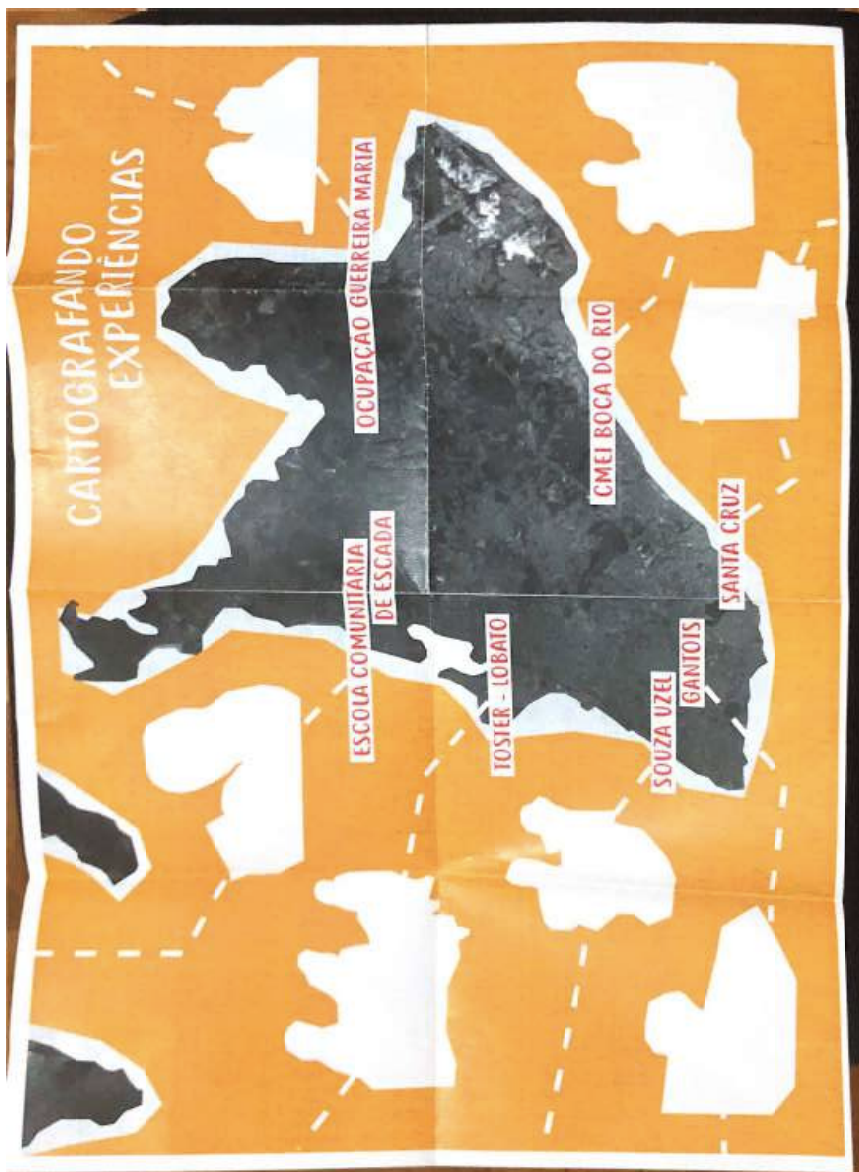 CARTOGRAFANDO
EXPERIÊNCIAS
OCUPAÇÃO GUERREIRA MARIA
ESCOLA COMUNITÁRIA
DE ESCADA
TOSTER - LOBATO
CMEI BOCA DO RIO
SOUZA UZEL
GANTOIS
SANTA CRUZ